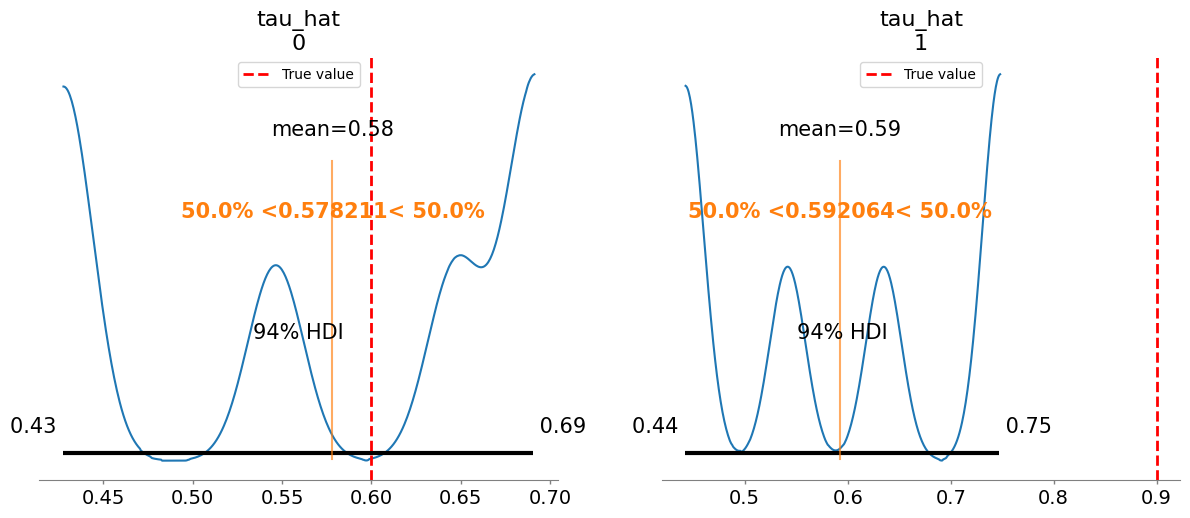 tau_hat
0
True value
mean=0.58
50.0% <0.578211< 50.0%
94% HDI
0.43
0.69
0.45 0.50 0.55 0.60 0.65 0.70
tau_hat
1
True value
mean=0.59
50.0% <0.592064< 50.0%
94% HDI
0.44
0.75
0.5 0.6 0.7 0.8 0.9